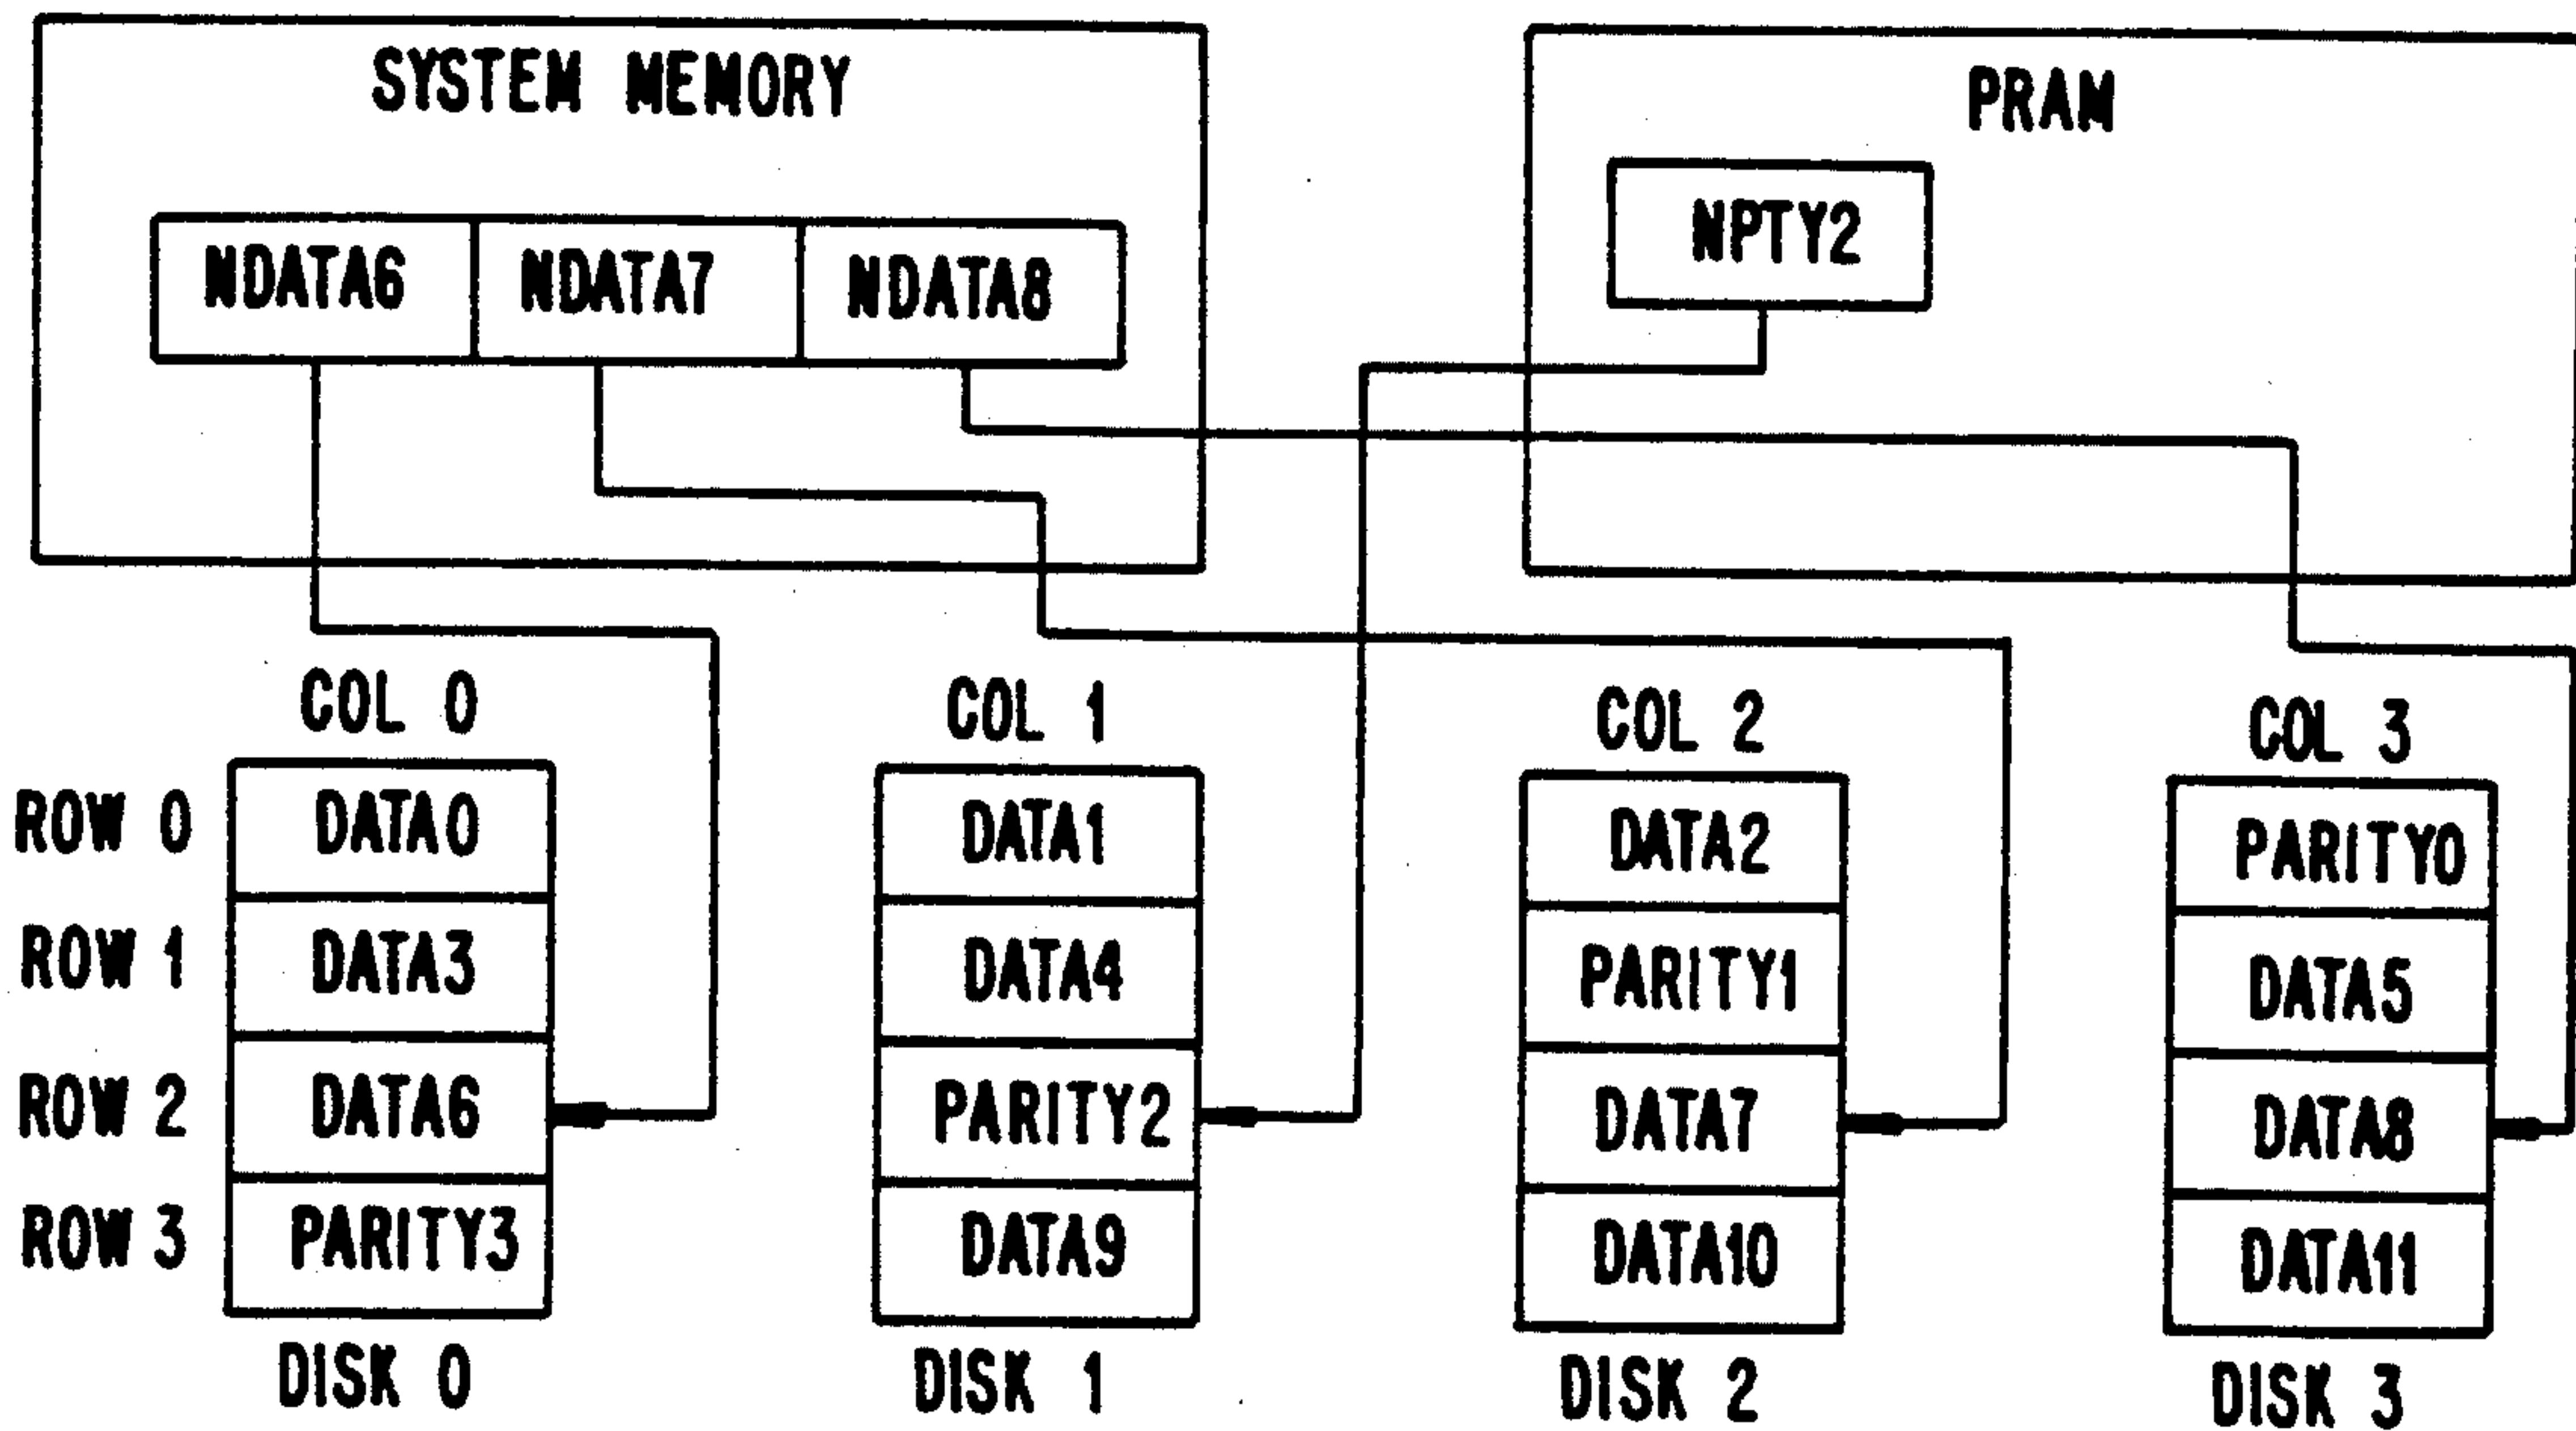 SYSTEM MEMORY
PRAM
NPTY2
NDATA6 NDATA7 NDATA8
COL 0 COL 1 COL 2 COL 3
ROW 0 DATA0 DATA1 DATA2 PARITY0
ROW 1 DATA3 DATA4 PARITY1 DATA5
ROW 2 DATA6 PARITY2 DATA7 DATA8
ROW 3 PARITY3 DATA9 DATA10 DATA11
DISK 0 DISK 1 DISK 2 DISK 3